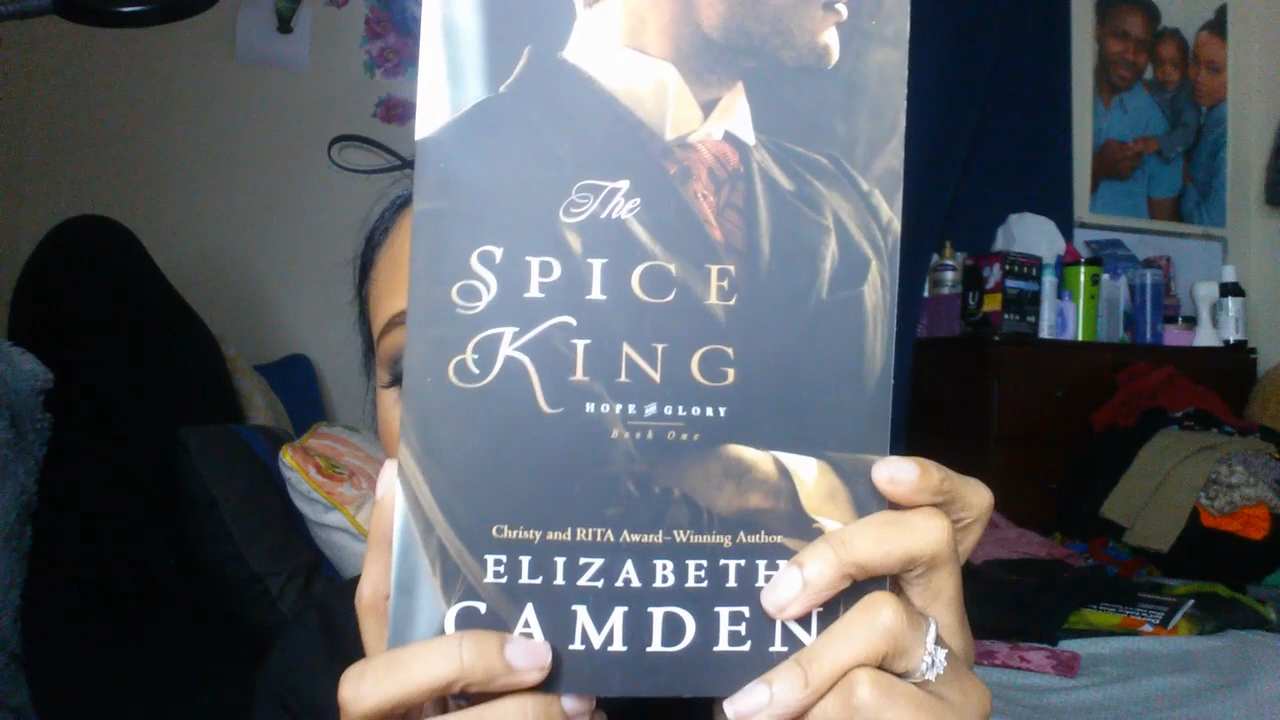 The
SPICE
KING
HOPE AND GLORY
Book One
Christy and RITA Award–Winning Author
ELIZABETH
CAMDEN